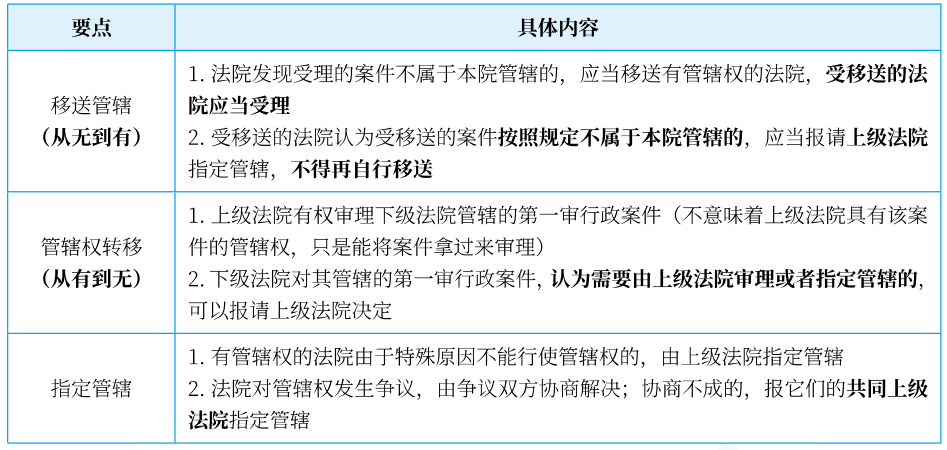 要点
具体内容
移送管辖
（从无到有）
1. 法院发现受理的案件不属于本院管辖的，应当移送有管辖权的法院，受移送的法
院应当受理
2. 受移送的法院认为受移送的案件按照规定不属于本院管辖的，应当报请上级法院
指定管辖，不得再自行移送
管辖权转移
（从有到无）
1. 上级法院有权审理下级法院管辖的第一审行政案件（不意味着上级法院具有该案
件的管辖权，只是能将案件拿过来审理）
2. 下级法院对其管辖的第一审行政案件，认为需要由上级法院审理或者指定管辖的，
可以报请上级法院决定
指定管辖
1. 有管辖权的法院由于特殊原因不能行使管辖权的，由上级法院指定管辖
2. 法院对管辖权发生争议，由争议双方协商解决；协商不成的，报它们的共同上级
法院指定管辖